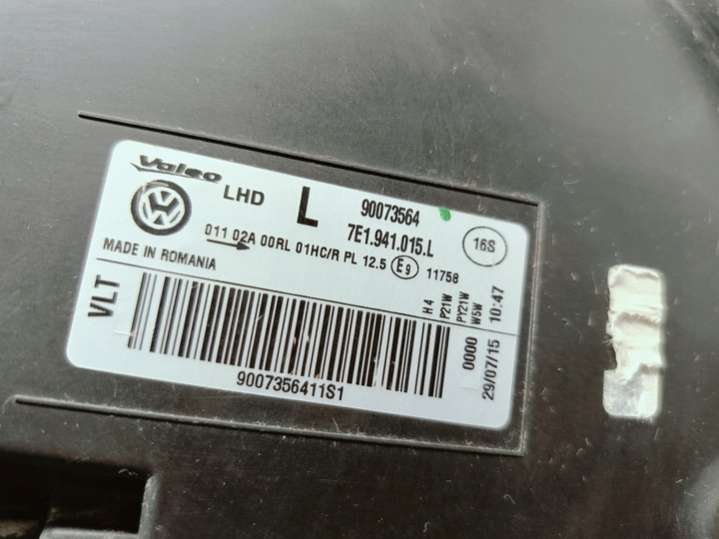 Valeo
LHD L 90073564
7E1.941.015.L
16S
011 02A 00RL 01HC/R PL 12.5 E9 11758
MADE IN ROMANIA
VLT
H4
P21W
PY21W
W5W
0000
29/07/15 10:47
9007356411S1